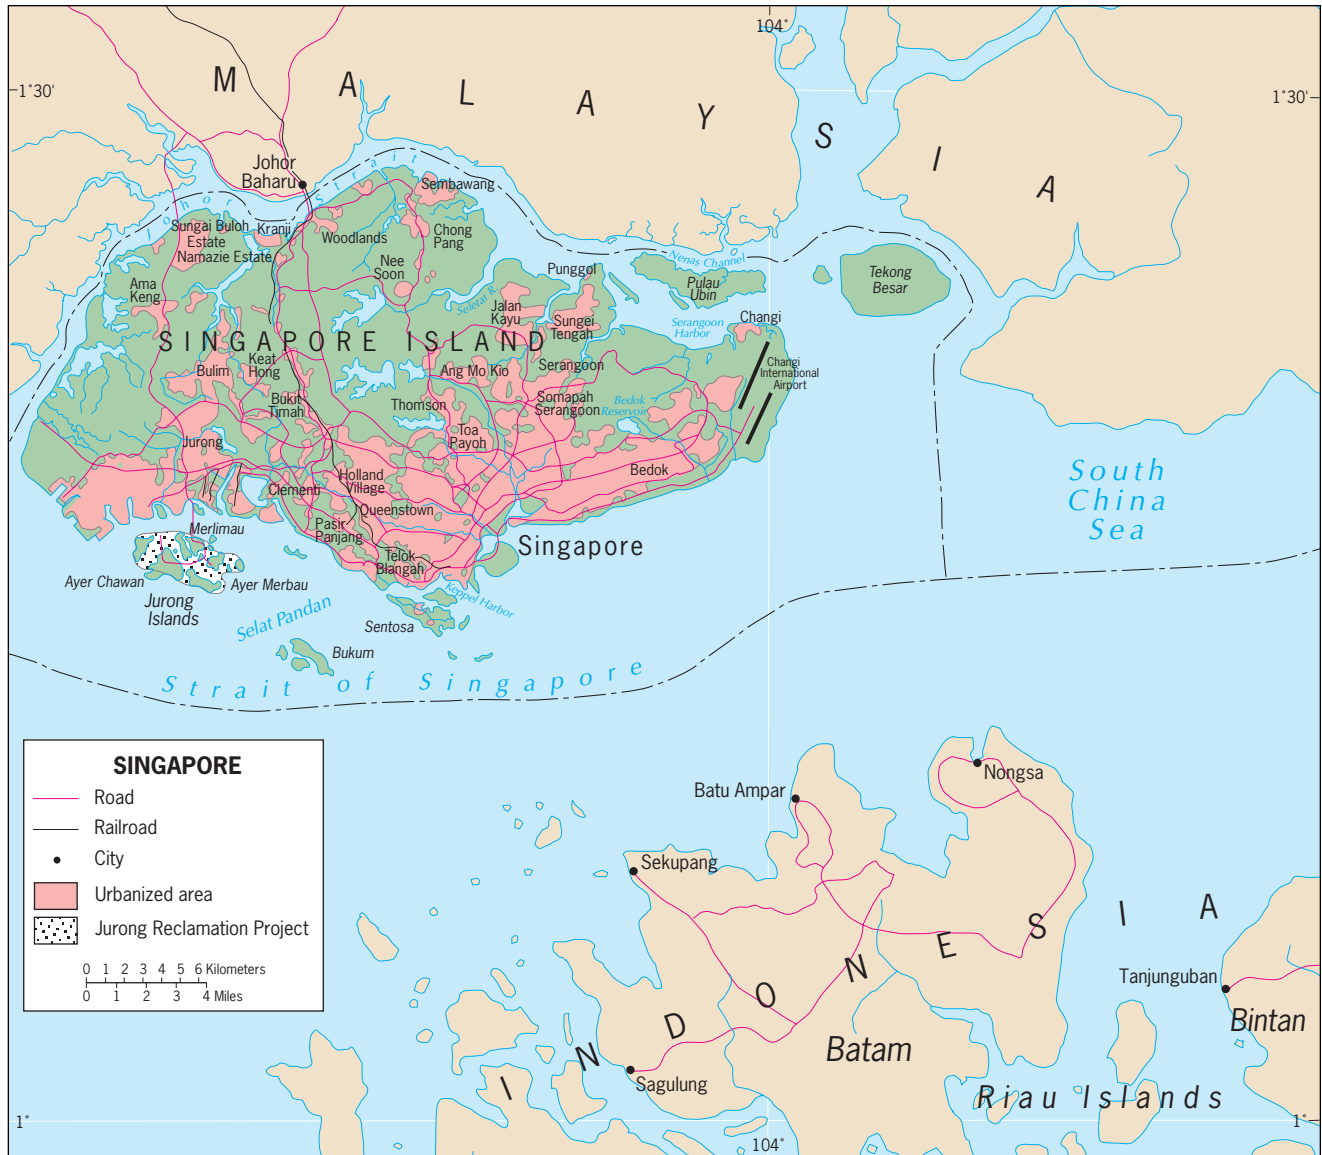 104°
1°30'
1°30'
M A L A Y S I A
Johor
Baharu
Johor Strait
Sembawang
Sungai Buloh
Estate
Kranji
Namazie Estate
Woodlands
Chong
Pang
Nee
Soon
Punggol
Nenas Channel
Pulau
Ubin
Tekong
Besar
Ama
Keng
Seletar R.
Jalan
Kayu
Sungei
Tengah
Serangoon
Harbor
Changi
SINGAPORE ISLAND
Keat
Hong
Bulim
Ang Mo Kio
Serangoon
Changi
International
Airport
Bukit
Timah
Thomson
Somapah
Serangoon
Bedok
Reservoir
Toa
Payoh
Jurong
Bedok
Holland
Village
Clementi
Queenstown
Pasir
Panjang
Telok
Blangah
Singapore
South
China
Sea
Merlimau
Ayer Chawan
Ayer Merbau
Jurong
Islands
Keppel Harbor
Selat Pandan
Sentosa
Bukum
Strait of Singapore
SINGAPORE
Road
Railroad
City
Urbanized area
Jurong Reclamation Project
0 1 2 3 4 5 6 Kilometers
0 1 2 3 4 Miles
Nongsa
Batu Ampar
Sekupang
I N D O N E S I A
Tanjunguban
Bintan
Batam
Sagulung
Riau Islands
1°
1°
104°